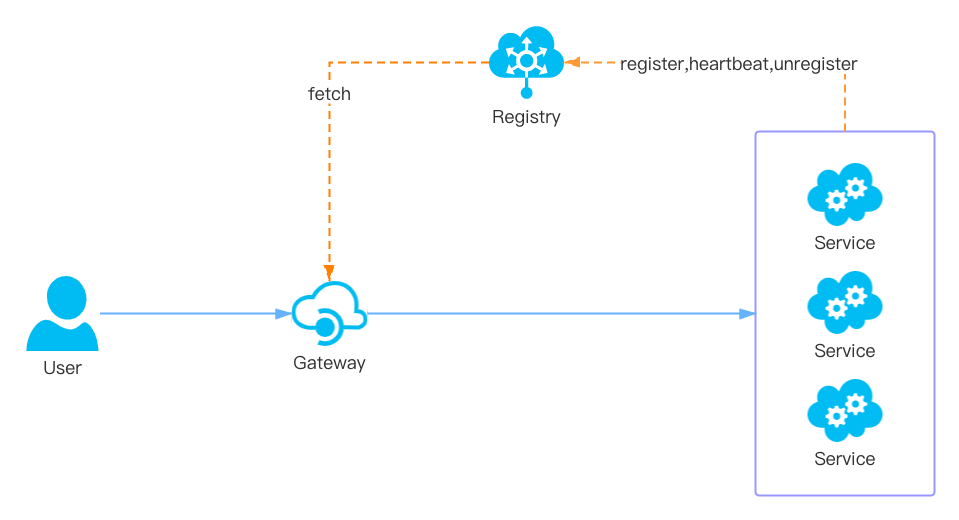 register,heartbeat,unregister
fetch
Registry
Service
Service
User
Gateway
Service